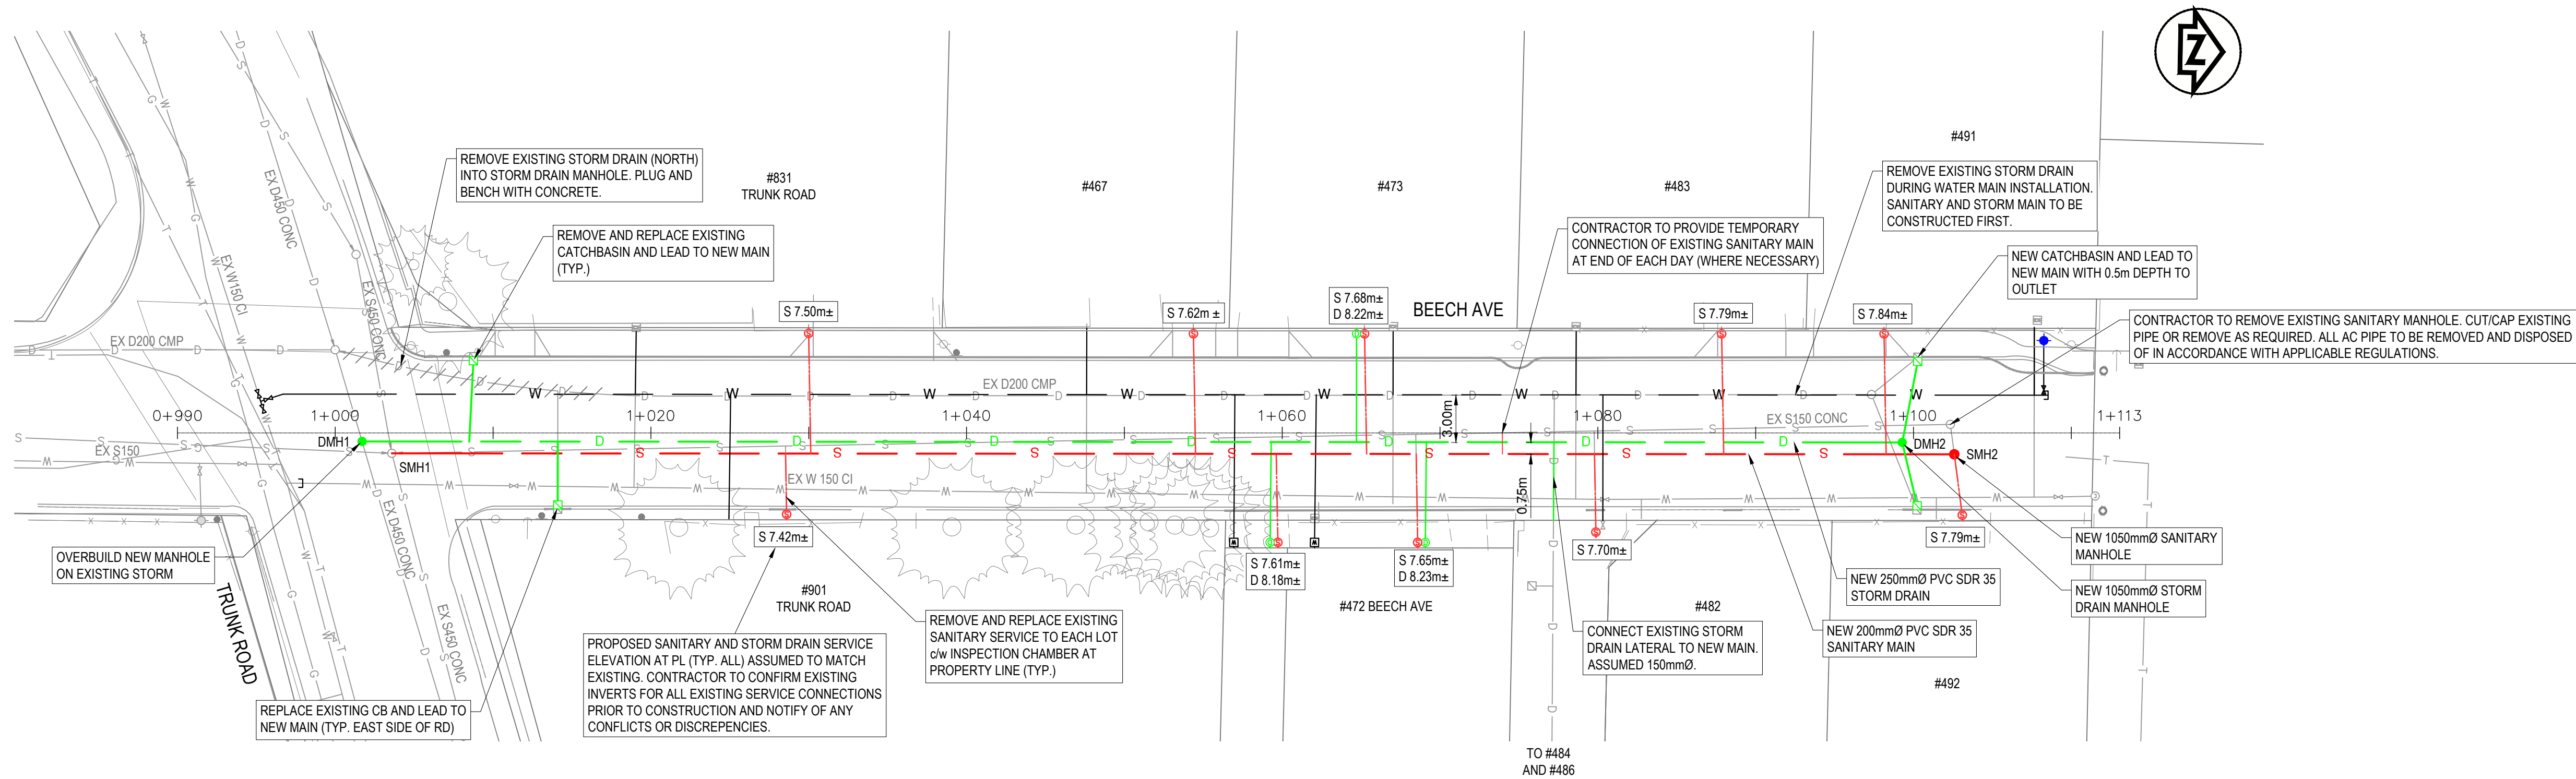 Z
#491
REMOVE EXISTING STORM DRAIN (NORTH)
INTO STORM DRAIN MANHOLE. PLUG AND
BENCH WITH CONCRETE.
#831
TRUNK ROAD
#467
#473
#483
REMOVE EXISTING STORM DRAIN
DURING WATER MAIN INSTALLATION.
SANITARY AND STORM MAIN TO BE
CONSTRUCTED FIRST.
REMOVE AND REPLACE EXISTING
CATCHBASIN AND LEAD TO NEW MAIN
(TYP.)
CONTRACTOR TO PROVIDE TEMPORARY
CONNECTION OF EXISTING SANITARY MAIN
AT END OF EACH DAY (WHERE NECESSARY)
NEW CATCHBASIN AND LEAD TO
NEW MAIN WITH 0.5m DEPTH TO
OUTLET
CONTRACTOR TO REMOVE EXISTING SANITARY MANHOLE. CUT/CAP EXISTING
PIPE OR REMOVE AS REQUIRED. ALL AC PIPE TO BE REMOVED AND DISPOSED
OF IN ACCORDANCE WITH APPLICABLE REGULATIONS.
EX D450 CONC
EX W150 CI
EX S450 CONC
S 7.50m±
S 7.62m ±
S 7.68m±
D 8.22m±
BEECH AVE
S 7.79m±
S 7.84m±
EX D200 CMP
EX D200 CMP
W W W W W W W
0+990
1+000
1+020
1+040
1+060
3.00m
1+080
EX S150 CONC
1+100
1+113
DMH1
D D D D D D
DMH2
EX S150
SMH1
S S S S S S S
SMH2
EX W 150 CI
0.75m
OVERBUILD NEW MANHOLE
ON EXISTING STORM
EX D450 CONC
EX S450 CONC
TRUNK ROAD
S 7.42m±
S 7.61m±
D 8.18m±
S 7.65m±
D 8.23m±
S 7.70m±
S 7.79m±
NEW 1050mmØ SANITARY
MANHOLE
NEW 250mmØ PVC SDR 35
STORM DRAIN
NEW 1050mmØ STORM
DRAIN MANHOLE
#901
TRUNK ROAD
#472 BEECH AVE
#482
REMOVE AND REPLACE EXISTING
SANITARY SERVICE TO EACH LOT
c/w INSPECTION CHAMBER AT
PROPERTY LINE (TYP.)
CONNECT EXISTING STORM
DRAIN LATERAL TO NEW MAIN.
ASSUMED 150mmØ.
NEW 200mmØ PVC SDR 35
SANITARY MAIN
PROPOSED SANITARY AND STORM DRAIN SERVICE
ELEVATION AT PL (TYP. ALL) ASSUMED TO MATCH
EXISTING. CONTRACTOR TO CONFIRM EXISTING
INVERTS FOR ALL EXISTING SERVICE CONNECTIONS
PRIOR TO CONSTRUCTION AND NOTIFY OF ANY
CONFLICTS OR DISCREPENCIES.
#492
REPLACE EXISTING CB AND LEAD TO
NEW MAIN (TYP. EAST SIDE OF RD)
TO #484
AND #486